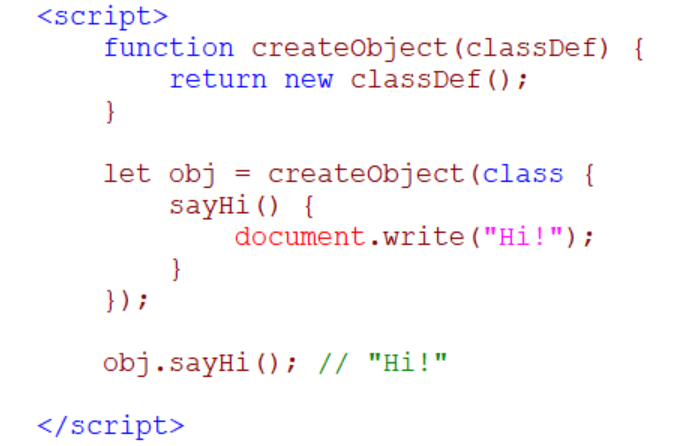 <script>
function createObject(classDef) {
return new classDef();
}
let obj = createObject(class {
sayHi() {
document.write("Hi!");
}
});
obj.sayHi(); // "Hi!"
</script>